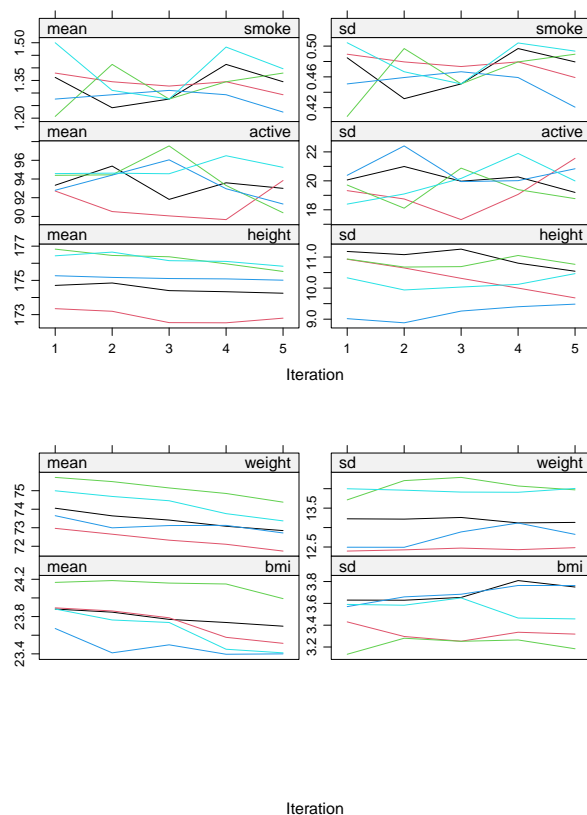 mean smoke
1.20 1.35 1.50
sd smoke
0.42 0.46 0.50
mean active
90 92 94 96
sd active
18 20 22
mean height
173 175 177
sd height
9.0 10.0 11.0
1 2 3 4 5
1 2 3 4 5
Iteration
mean weight
72 73 74 75
sd weight
12.5 13.5
mean bmi
23.4 23.8 24.2
sd bmi
3.2 3.4 3.6 3.8
Iteration